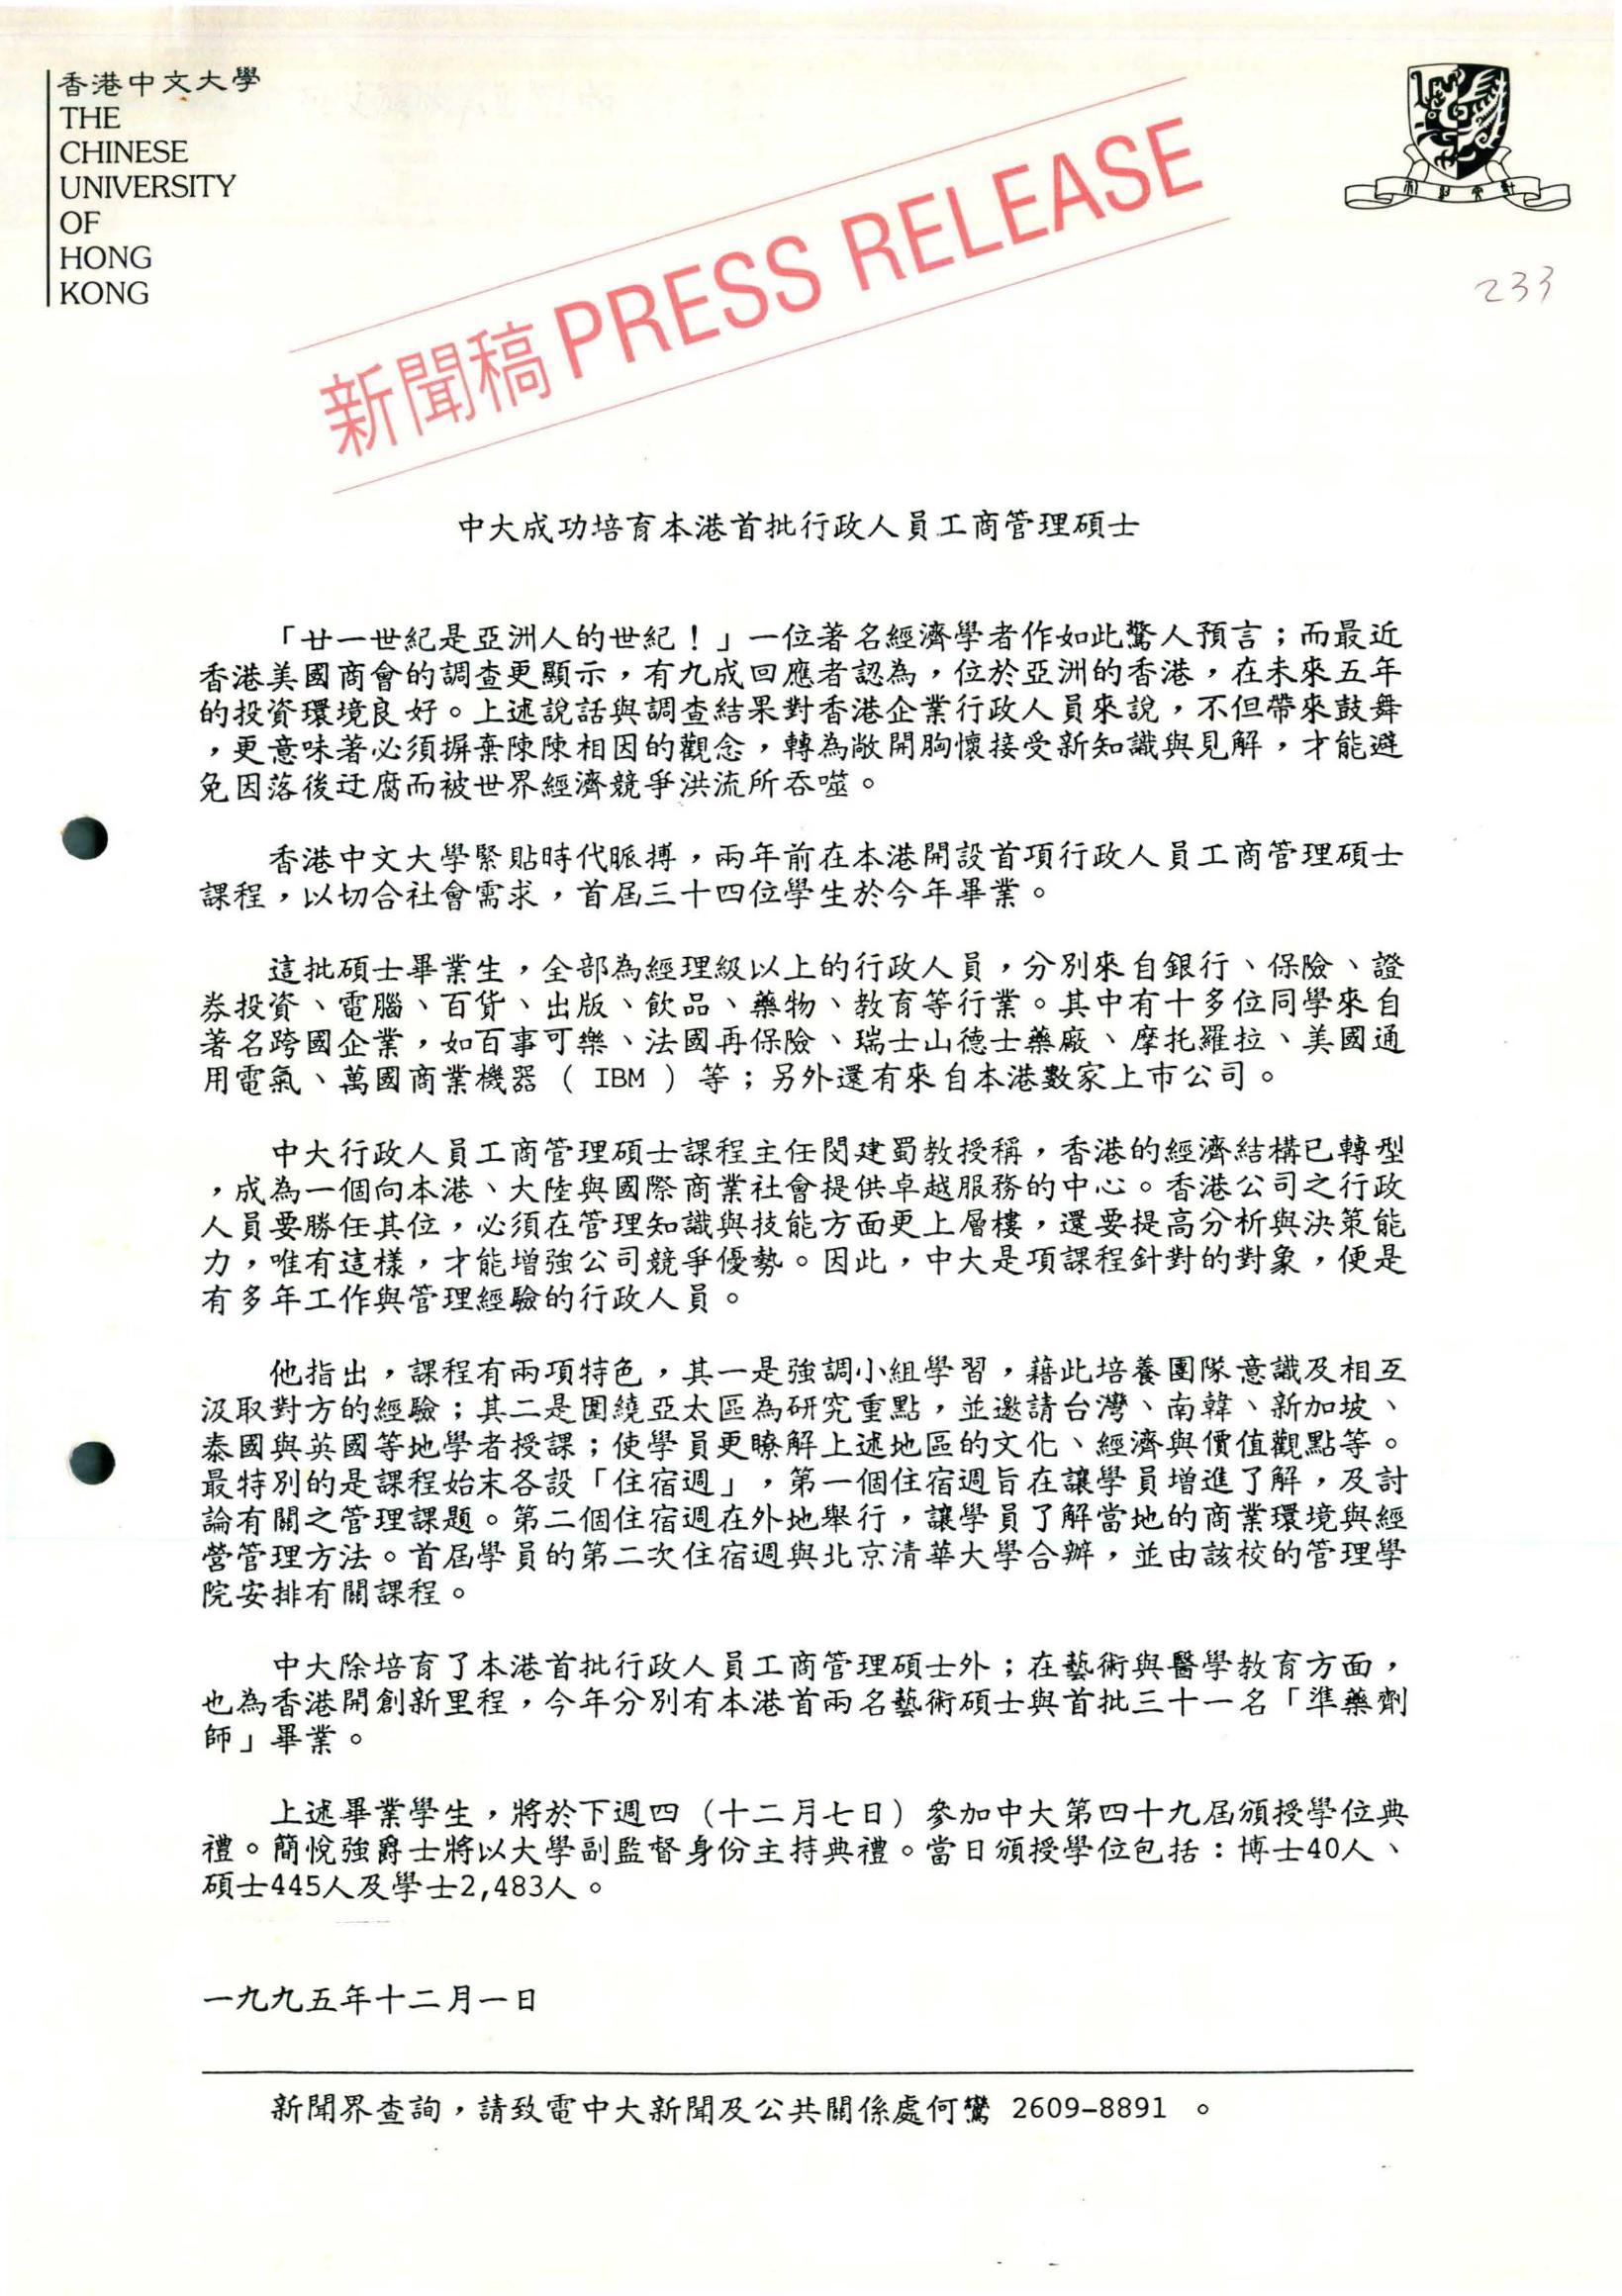 香港中文大學
THE
CHINESE
UNIVERSITY
OF
HONG
KONG
新聞稿 PRESS RELEASE
233
中大成功培育本港首批行政人員工商管理碩士
「廿一世紀是亞洲人的世紀！」一位著名經濟學者作如此驚人預言；而最近
香港美國商會的調查更顯示，有九成回應者認為，位於亞洲的香港，在未來五年
的投資環境良好。上述說話與調查結果對香港企業行政人員來說，不但帶來鼓舞
，更意味著必須摒棄陳陳相因的觀念，轉為敞開胸懷接受新知識與見解，才能避
免因落後迂腐而被世界經濟競爭洪流所吞噬。
香港中文大學緊貼時代脈搏，兩年前在本港開設首項行政人員工商管理碩士
課程，以切合社會需求，首屆三十四位學生於今年畢業。
這批碩士畢業生，全部為經理級以上的行政人員，分別來自銀行、保險、證
券投資、電腦、百貨、出版、飲品、藥物、教育等行業。其中有十多位同學來自
著名跨國企業，如百事可樂、法國再保險、瑞士山德士藥廠、摩托羅拉、美國通
用電氣、萬國商業機器（ IBM ）等；另外還有來自本港數家上市公司。
中大行政人員工商管理碩士課程主任閔建蜀教授稱，香港的經濟結構已轉型
，成為一個向本港、大陸與國際商業社會提供卓越服務的中心。香港公司之行政
人員要勝任其位，必須在管理知識與技能方面更上層樓，還要提高分析與決策能
力，唯有這樣，才能增強公司競爭優勢。因此，中大是項課程針對的對象，便是
有多年工作與管理經驗的行政人員。
他指出，課程有兩項特色，其一是強調小組學習，藉此培養團隊意識及相互
汲取對方的經驗；其二是圍繞亞太區為研究重點，並邀請台灣、南韓、新加坡、
泰國與英國等地學者授課；使學員更瞭解上述地區的文化、經濟與價值觀點等。
最特別的是課程始末各設「住宿週」，第一個住宿週旨在讓學員增進了解，及討
論有關之管理課題。第二個住宿週在外地舉行，讓學員了解當地的商業環境與經
營管理方法。首屆學員的第二次住宿週與北京清華大學合辦，並由該校的管理學
院安排有關課程。
中大除培育了本港首批行政人員工商管理碩士外；在藝術與醫學教育方面，
也為香港開創新里程，今年分別有本港首兩名藝術碩士與首批三十一名「準藥劑
師」畢業。
上述畢業學生，將於下週四（十二月七日）參加中大第四十九屆頒授學位典
禮。簡悅強爵士將以大學副監督身份主持典禮。當日頒授學位包括：博士40人、
碩士445人及學士2,483人。
一九九五年十二月一日
新聞界查詢，請致電中大新聞及公共關係處何鸞 2609-8891 。